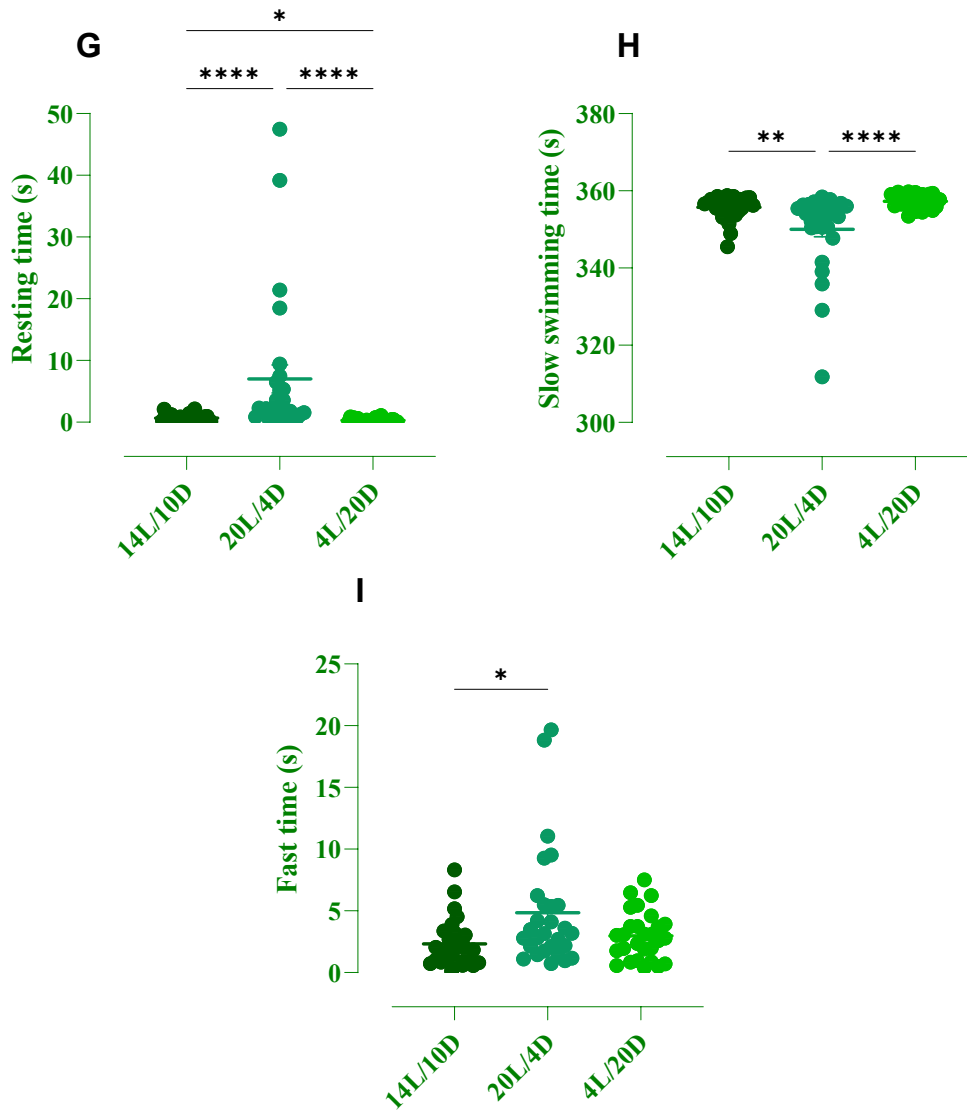 G
*
**** ****
50
40
30
20
10
0
Resting time (s)
14L/10D 20L/4D 4L/20D
H
** ****
380
360
340
320
300
Slow swimming time (s)
14L/10D 20L/4D 4L/20D
I
*
25
20
15
10
5
0
Fast time (s)
14L/10D 20L/4D 4L/20D